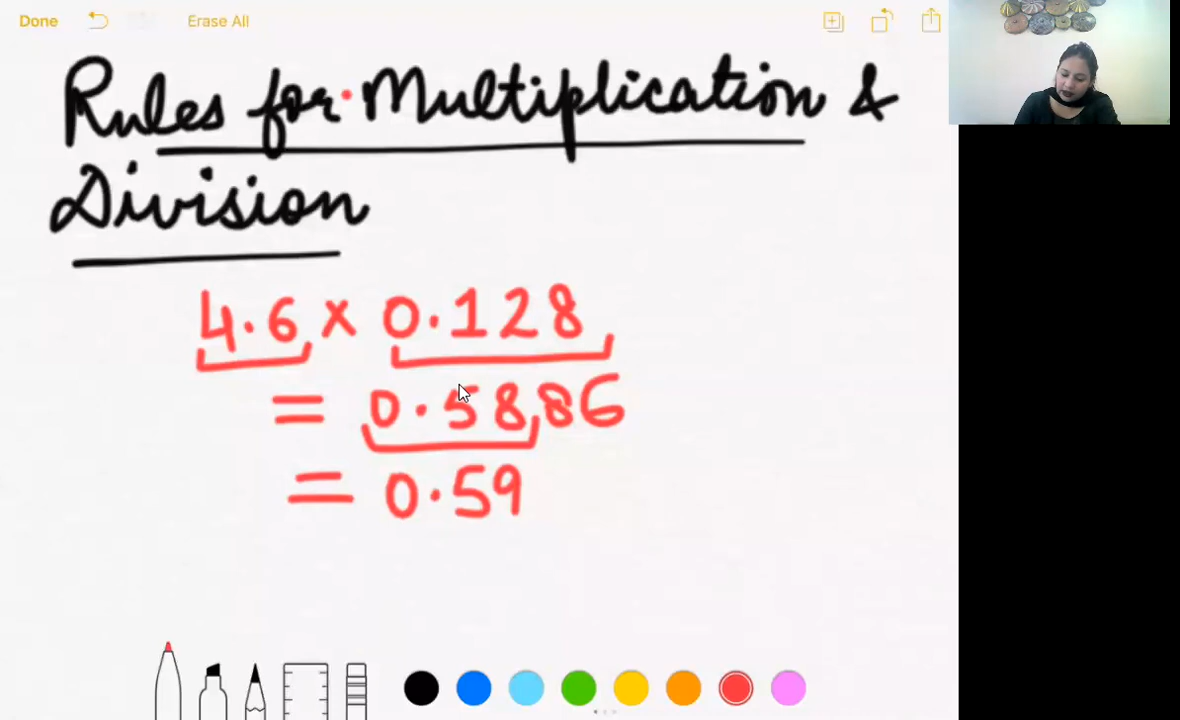 Done Erase All
Rules for Multiplication &
Division
4.6 x 0.128
= 0.5886
= 0.59